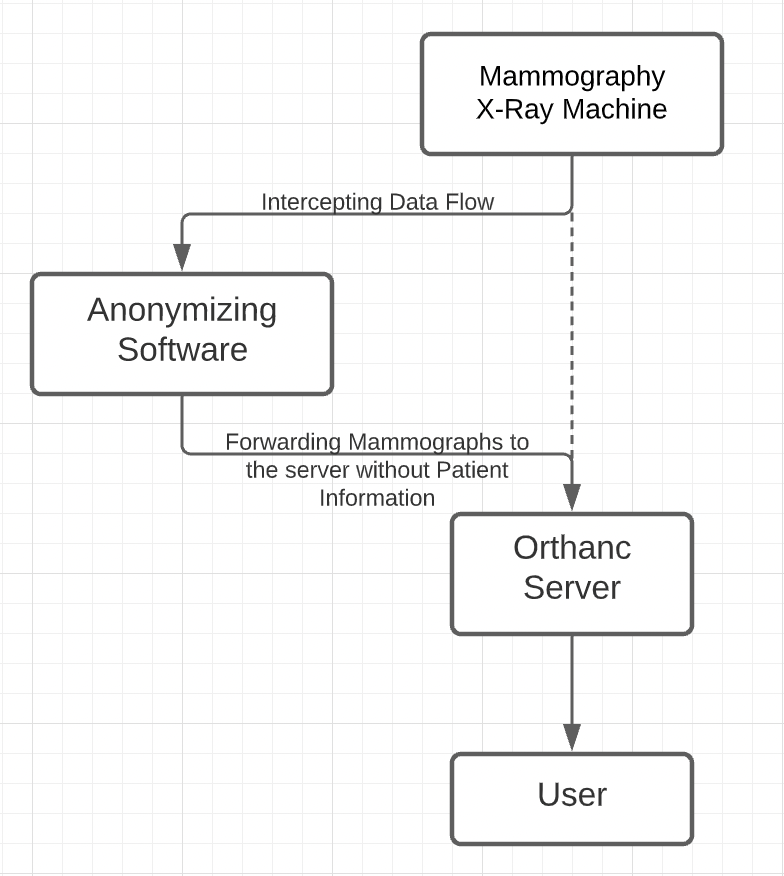 Mammography
X-Ray Machine
Intercepting Data Flow
Anonymizing
Software
Forwarding Mammographs to
the server without Patient
Information
Orthanc
Server
User